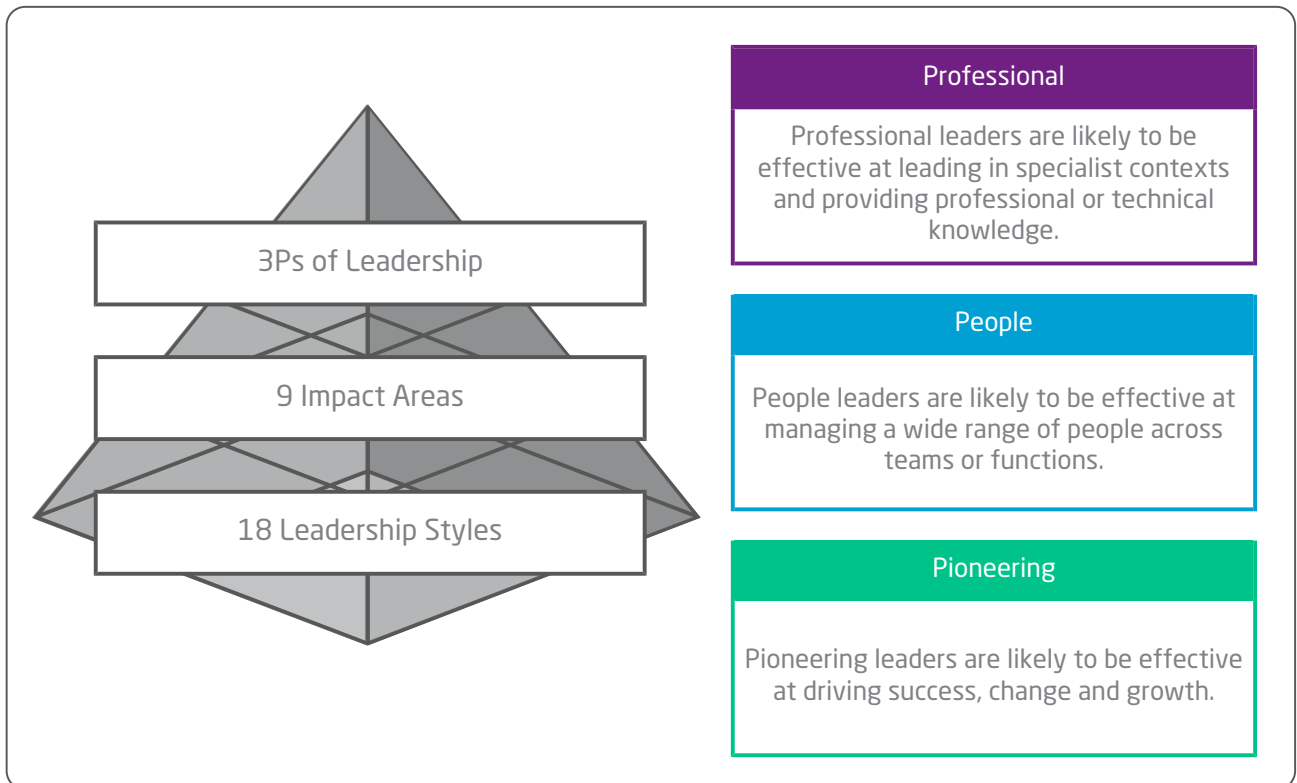 3Ps of Leadership
9 Impact Areas
18 Leadership Styles
Professional
Professional leaders are likely to be
effective at leading in specialist contexts
and providing professional or technical
knowledge.
People
People leaders are likely to be effective at
managing a wide range of people across
teams or functions.
Pioneering
Pioneering leaders are likely to be effective
at driving success, change and growth.